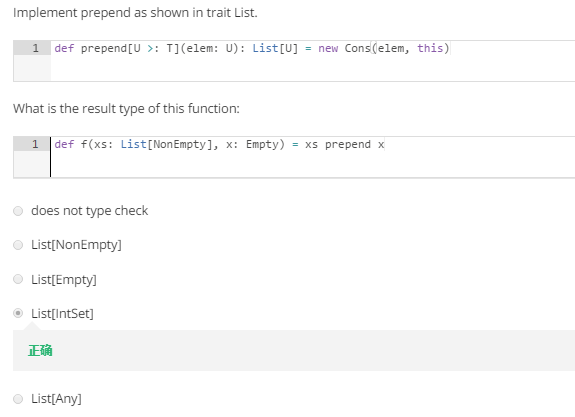 Implement prepend as shown in trait List.
1 def prepend[U >: T](elem: U): List[U] = new Cons(elem, this)
What is the result type of this function:
1 def f(xs: List[NonEmpty], x: Empty) = xs prepend x
does not type check
List[NonEmpty]
List[Empty]
List[IntSet]
正确
List[Any]